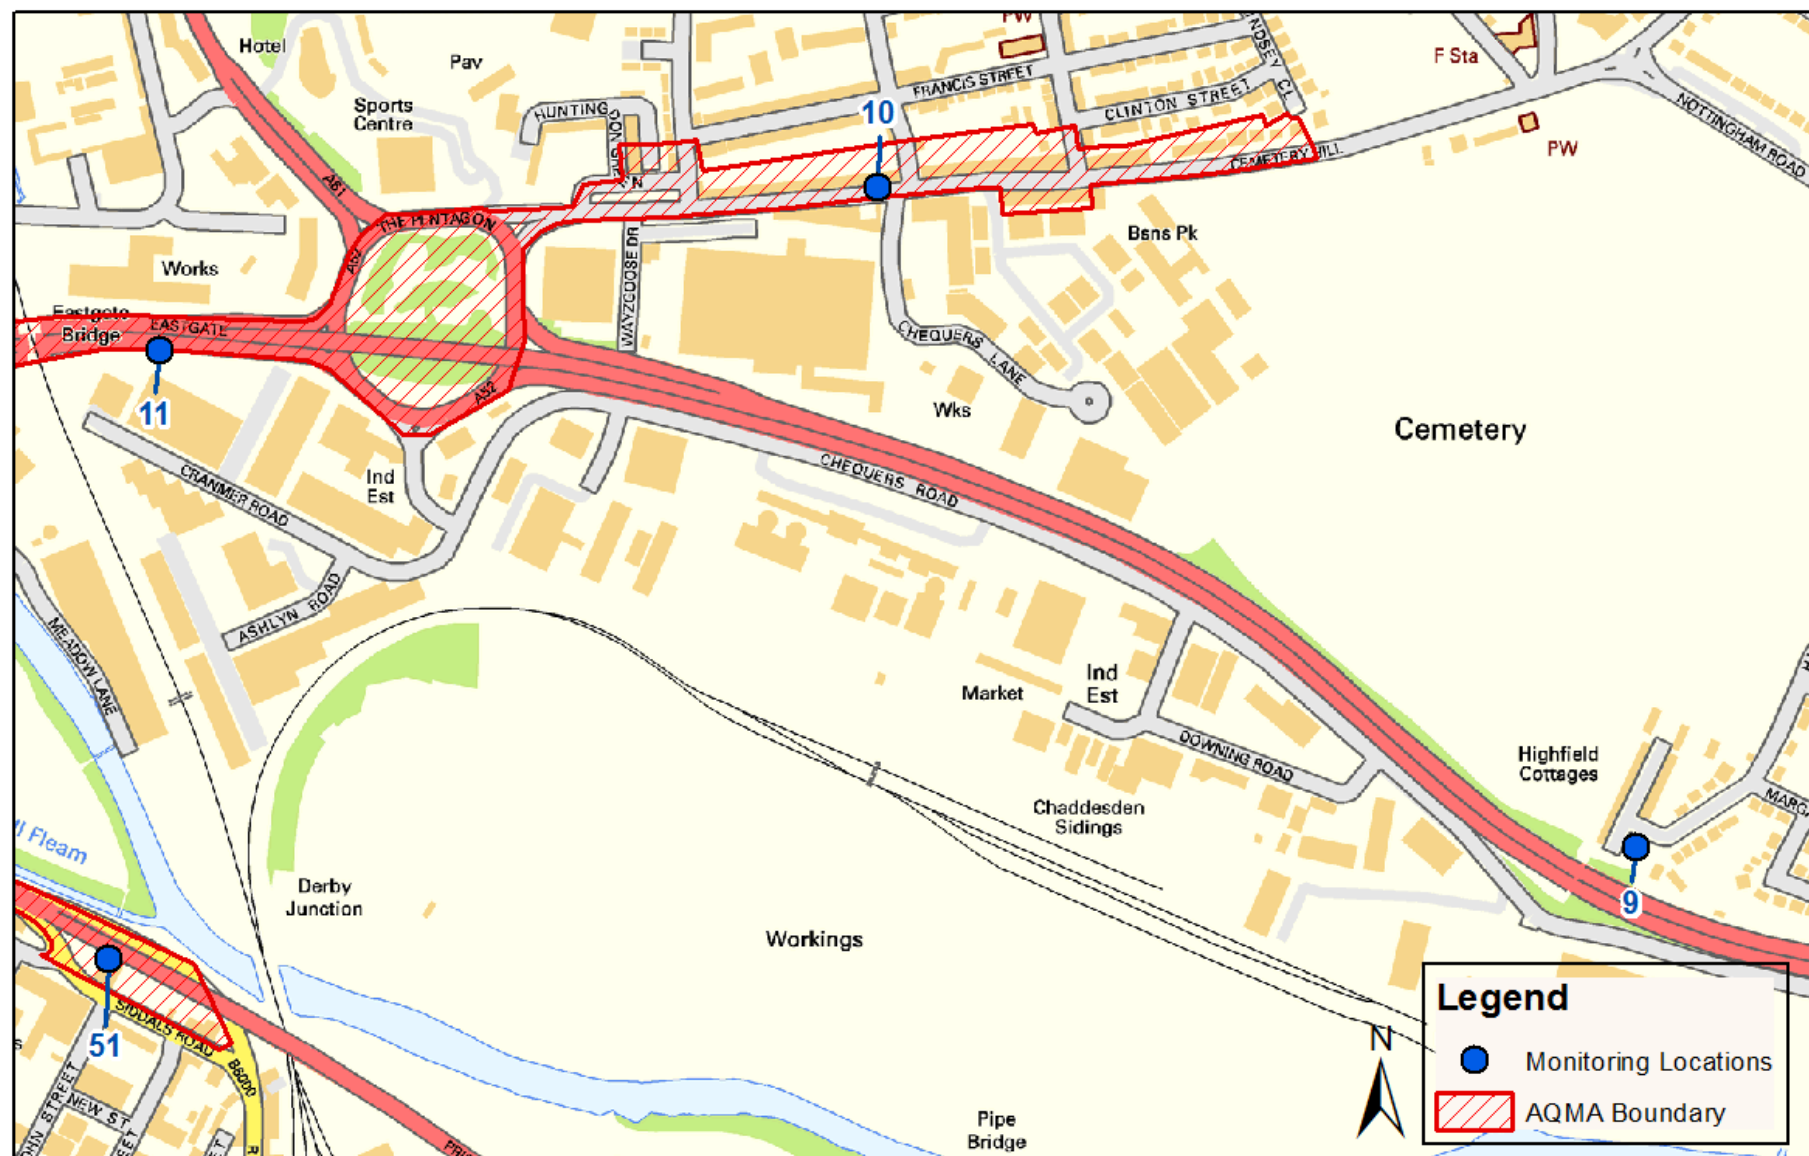 Hotel
Pav
PW
F Sta
Sports
Centre
HUNTING
FRANCIS STREET
CLINTON STREET
10
NOTTINGHAM ROAD
PW
CEMETERY HILL
A61
THE PENTAGON
A52
Works
WAYZGOOSE DR
Bsns Pk
Eastgate
Bridge
EASTGATE
11
A52
CHEQUERS LANE
Wks
Cemetery
CRANMER ROAD
Ind
Est
CHEQUERS ROAD
ASHLYN ROAD
MEADOW LANE
Market
Ind
Est
DOWNING ROAD
Highfield
Cottages
Chaddesden
Sidings
Fleam
Derby
Junction
Workings
9
51
SIDDALS ROAD
B6000
NEW ST
Pipe
Bridge
N
Legend
Monitoring Locations
AQMA Boundary